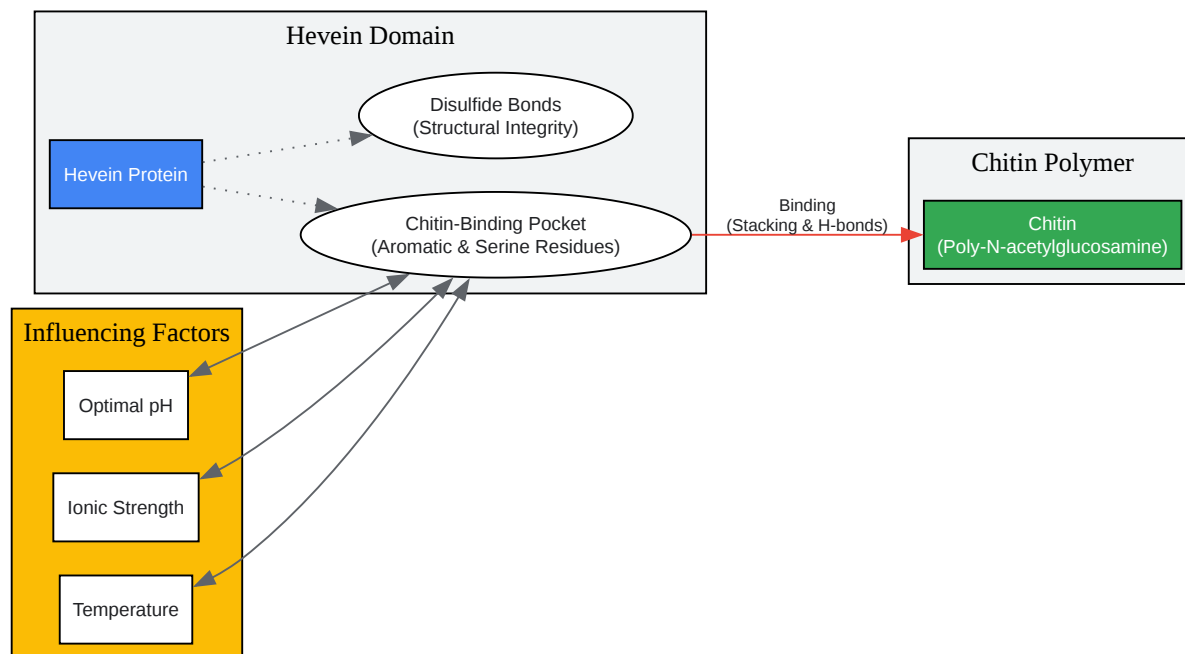 Hevein Domain
Disulfide Bonds
(Structural Integrity)
Hevein Protein
Chitin-Binding Pocket
(Aromatic & Serine Residues)
Binding
(Stacking & H-bonds)
Chitin Polymer
Chitin
(Poly-N-acetylglucosamine)
Influencing Factors
Optimal pH
Ionic Strength
Temperature